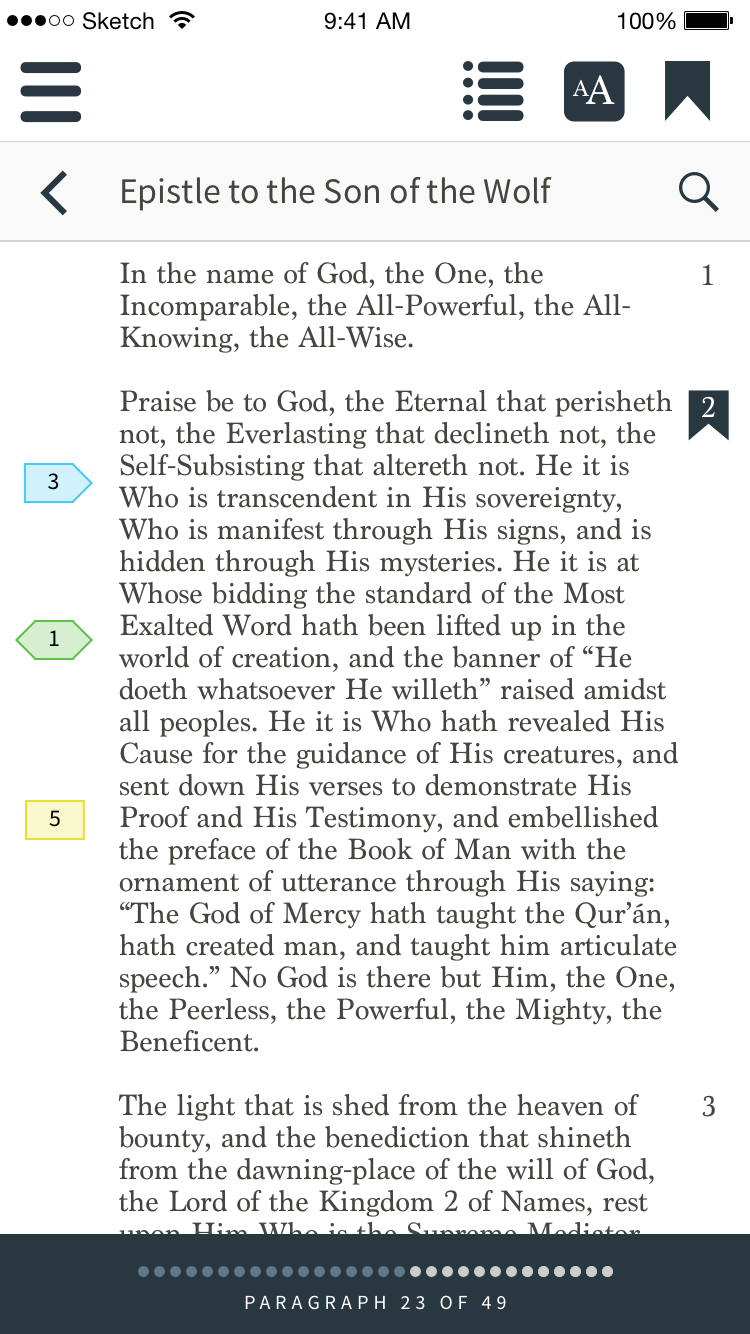 Sketch 9:41 AM 100%
AA
Epistle to the Son of the Wolf
In the name of God, the One, the 1
Incomparable, the All-Powerful, the All-
Knowing, the All-Wise.
Praise be to God, the Eternal that perisheth 2
not, the Everlasting that declineth not, the
Self-Subsisting that altereth not. He it is
3
Who is transcendent in His sovereignty,
Who is manifest through His signs, and is
hidden through His mysteries. He it is at
Whose bidding the standard of the Most
Exalted Word hath been lifted up in the
1
world of creation, and the banner of “He
doeth whatsoever He willeth” raised amidst
all peoples. He it is Who hath revealed His
Cause for the guidance of His creatures, and
sent down His verses to demonstrate His
5
Proof and His Testimony, and embellished
the preface of the Book of Man with the
ornament of utterance through His saying:
“The God of Mercy hath taught the Qur’án,
hath created man, and taught him articulate
speech.” No God is there but Him, the One,
the Peerless, the Powerful, the Mighty, the
Beneficent.
The light that is shed from the heaven of 3
bounty, and the benediction that shineth
from the dawning-place of the will of God,
the Lord of the Kingdom 2 of Names, rest
upon Him Who is the Supreme Mediator
PARAGRAPH 23 OF 49